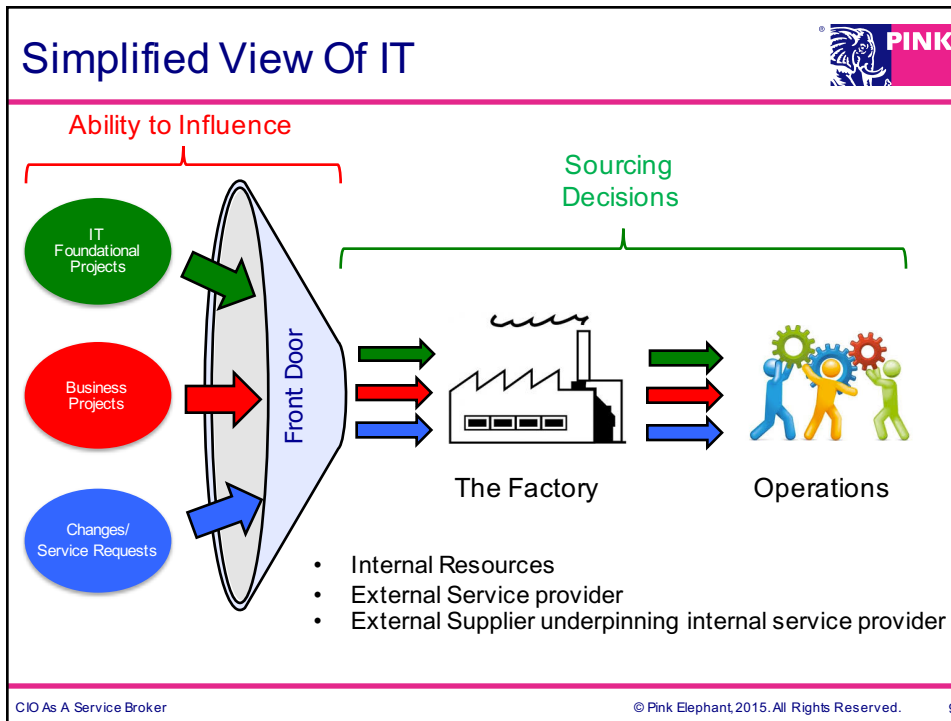 Simplified View Of IT
®
PINK
Ability to Influence
Sourcing
Decisions
IT
Foundational
Projects
Business
Projects
Changes/
Service Requests
Front Door
The Factory
Operations
• Internal Resources
• External Service provider
• External Supplier underpinning internal service provider
CIO As A Service Broker
© Pink Elephant, 2015. All Rights Reserved.